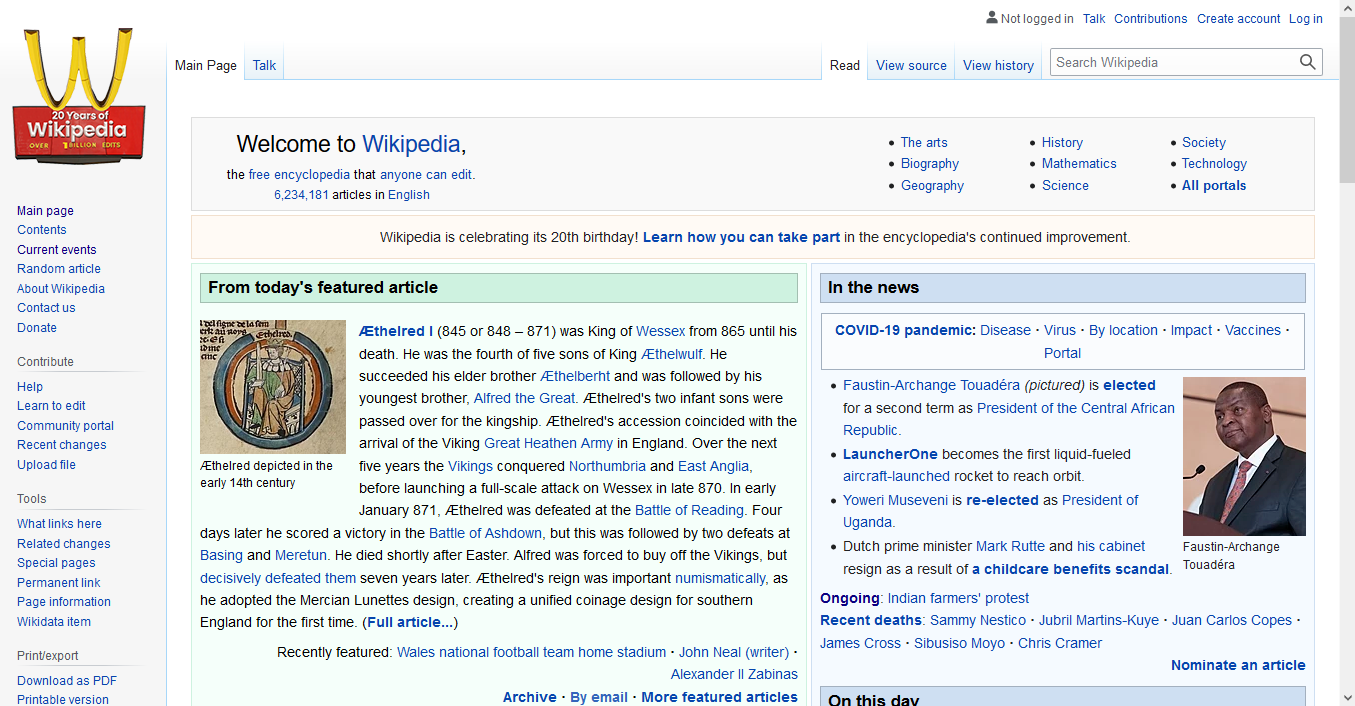 Not logged in Talk Contributions Create account Log in
Main Page Talk Read View source View history Search Wikipedia
20 Years of
Wikipedia
OVER 1 BILLION EDITS
Main page
Contents
Current events
Random article
About Wikipedia
Contact us
Donate
Contribute
Help
Learn to edit
Community portal
Recent changes
Upload file
Tools
What links here
Related changes
Special pages
Permanent link
Page information
Wikidata item
Print/export
Download as PDF
Printable version
Welcome to Wikipedia,
the free encyclopedia that anyone can edit.
6,234,181 articles in English
• The arts
• Biography
• Geography
• History
• Mathematics
• Science
• Society
• Technology
• All portals
Wikipedia is celebrating its 20th birthday! Learn how you can take part in the encyclopedia's continued improvement.
From today's featured article
Æthelred I (845 or 848 – 871) was King of Wessex from 865 until his
death. He was the fourth of five sons of King Æthelwulf. He
succeeded his elder brother Æthelberht and was followed by his
youngest brother, Alfred the Great. Æthelred's two infant sons were
passed over for the kingship. Æthelred's accession coincided with the
arrival of the Viking Great Heathen Army in England. Over the next
five years the Vikings conquered Northumbria and East Anglia,
before launching a full-scale attack on Wessex in late 870. In early
January 871, Æthelred was defeated at the Battle of Reading. Four
days later he scored a victory in the Battle of Ashdown, but this was followed by two defeats at
Basing and Meretun. He died shortly after Easter. Alfred was forced to buy off the Vikings, but
decisively defeated them seven years later. Æthelred's reign was important numismatically, as
he adopted the Mercian Lunettes design, creating a unified coinage design for southern
England for the first time. (Full article...)
Æthelred depicted in the
early 14th century
Recently featured: Wales national football team home stadium · John Neal (writer) ·
Alexander II Zabinas
Archive · By email · More featured articles
In the news
COVID-19 pandemic: Disease · Virus · By location · Impact · Vaccines ·
Portal
• Faustin-Archange Touadéra (pictured) is elected
for a second term as President of the Central African
Republic.
• LauncherOne becomes the first liquid-fueled
aircraft-launched rocket to reach orbit.
• Yoweri Museveni is re-elected as President of
Uganda.
• Dutch prime minister Mark Rutte and his cabinet
resign as a result of a childcare benefits scandal.
Faustin-Archange
Touadéra
Ongoing: Indian farmers' protest
Recent deaths: Sammy Nestico · Jubril Martins-Kuye · Juan Carlos Copes ·
James Cross · Sibusiso Moyo · Chris Cramer
Nominate an article
On this day